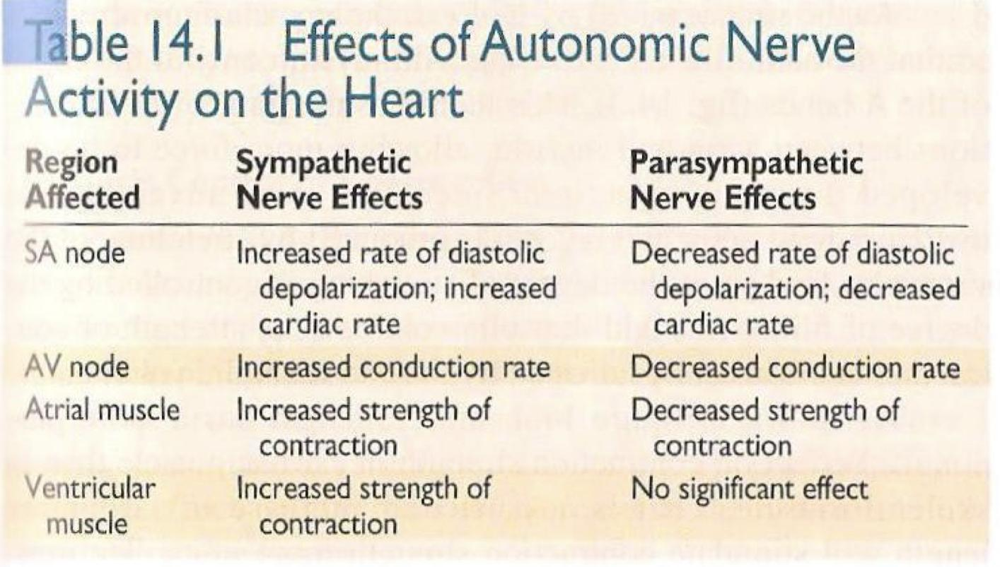 Table 14.1 Effects of Autonomic Nerve
Activity on the Heart
Region Affected
Sympathetic Nerve Effects
Parasympathetic Nerve Effects
SA node
Increased rate of diastolic
depolarization; increased
cardiac rate
Decreased rate of diastolic
depolarization; decreased
cardiac rate
AV node
Increased conduction rate
Decreased conduction rate
Atrial muscle
Increased strength of
contraction
Decreased strength of
contraction
Ventricular
muscle
Increased strength of
contraction
No significant effect